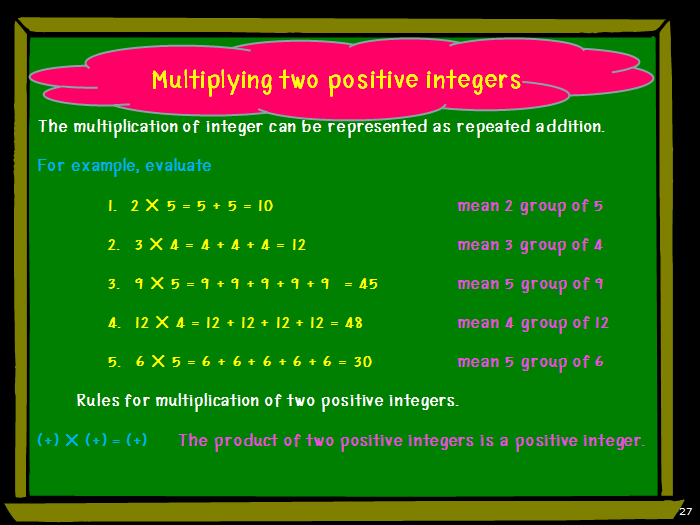 Multiplying two positive integers
The multiplication of integer can be represented as repeated addition.
For example, evaluate
1. 2 × 5 = 5 + 5 = 10 mean 2 group of 5
2. 3 × 4 = 4 + 4 + 4 = 12 mean 3 group of 4
3. 9 × 5 = 9 + 9 + 9 + 9 + 9 = 45 mean 5 group of 9
4. 12 × 4 = 12 + 12 + 12 + 12 = 48 mean 4 group of 12
5. 6 × 5 = 6 + 6 + 6 + 6 + 6 = 30 mean 5 group of 6
Rules for multiplication of two positive integers.
(+) × (+) = (+) The product of two positive integers is a positive integer.
27